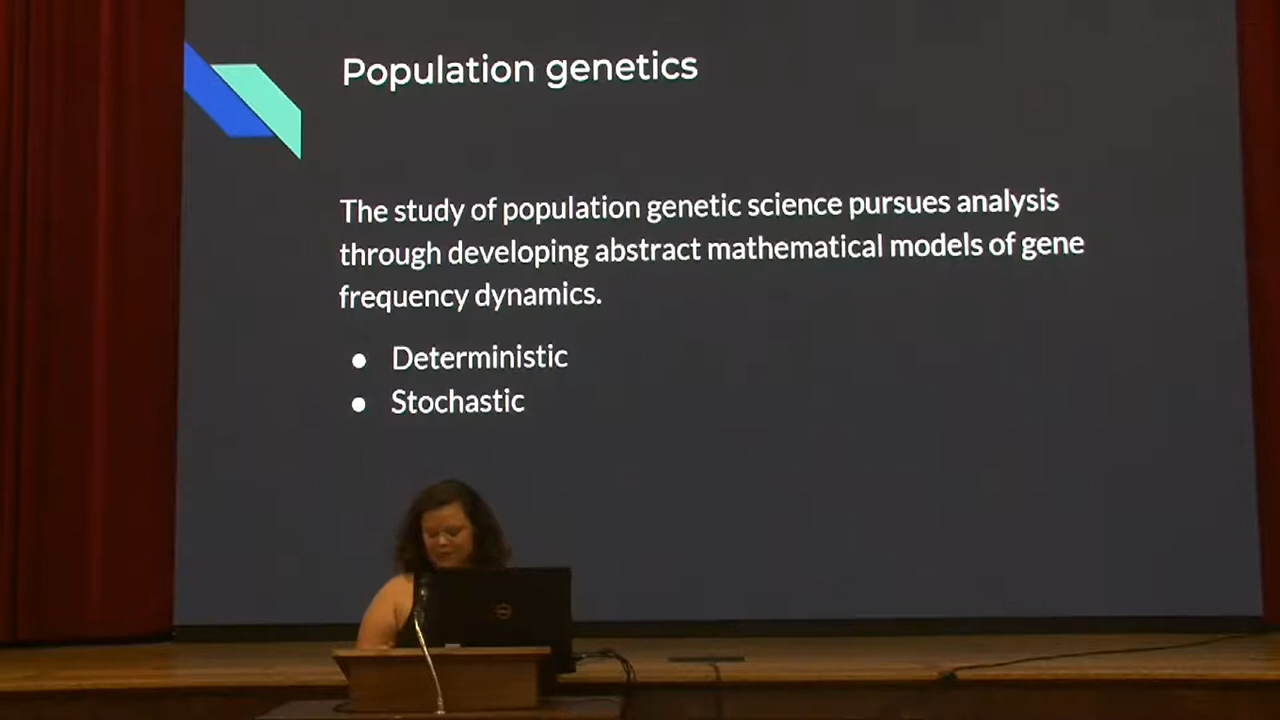 Population genetics
The study of population genetic science pursues analysis
through developing abstract mathematical models of gene
frequency dynamics.
● Deterministic
● Stochastic